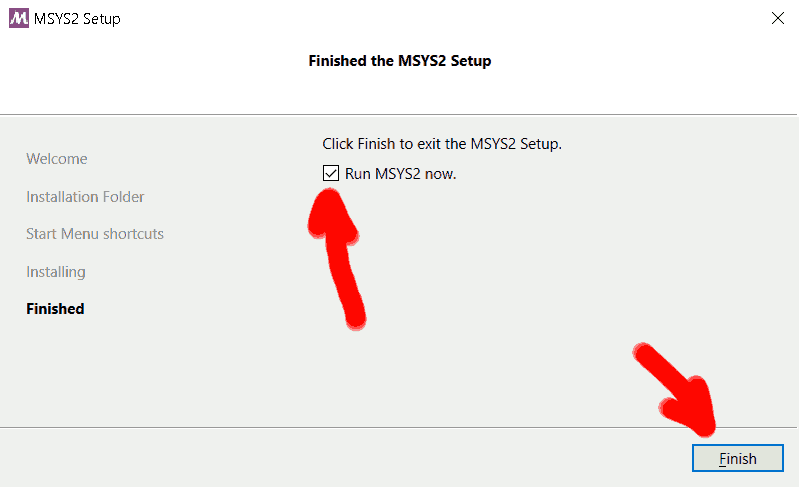 MSYS2 Setup
Finished the MSYS2 Setup
Welcome
Installation Folder
Start Menu shortcuts
Installing
Finished
Click Finish to exit the MSYS2 Setup.
Run MSYS2 now.
Finish